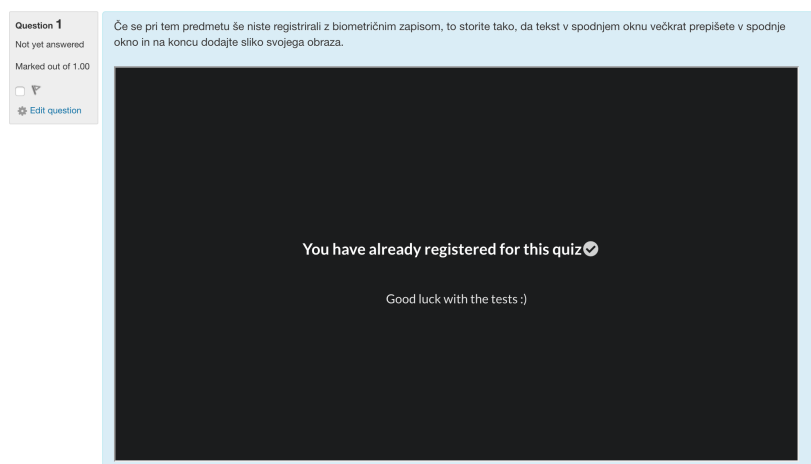 Question 1
Not yet answered
Marked out of 1.00
Edit question
Če se pri tem predmetu še niste registrirali z biometričnim zapisom, to storite tako, da tekst v spodnjem oknu večkrat prepišete v spodnje
okno in na koncu dodajte sliko svojega obraza.
You have already registered for this quiz
Good luck with the tests :)